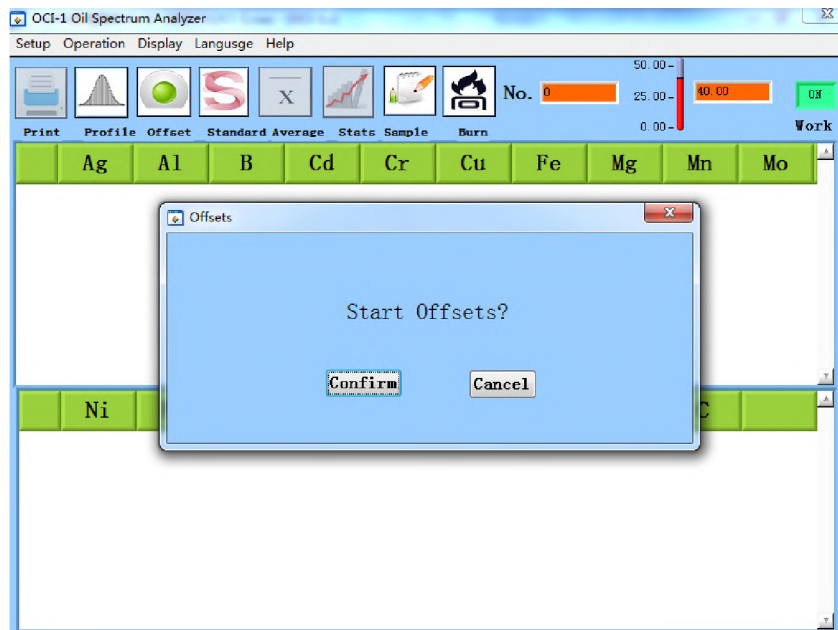 OCI-1 Oil Spectrum Analyzer
Setup Operation Display Langusge Help
50.00
No. 0 25.00 40.00 ON
0.00
Print Profile Offset Standard Average Stats Sample Burn Work
Ag Al B Cd Cr Cu Fe Mg Mn Mo
Offsets
Start Offsets?
Confirm Cancel
Ni C